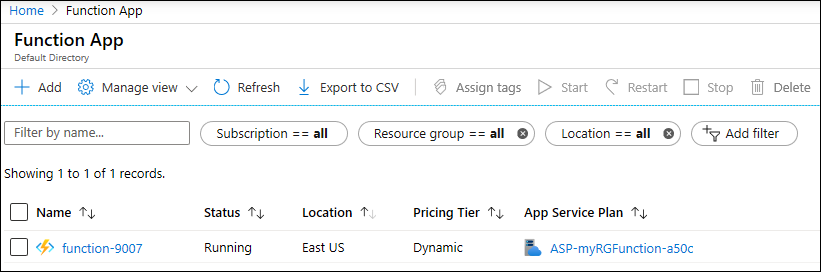 Home > Function App
Function App
Default Directory
Add Manage view Refresh Export to CSV Assign tags Start Restart Stop Delete
Filter by name... Subscription == all Resource group == all Location == all Add filter
Showing 1 to 1 of 1 records.
Name Status Location Pricing Tier App Service Plan
function-9007 Running East US Dynamic ASP-myRGFunction-a50c